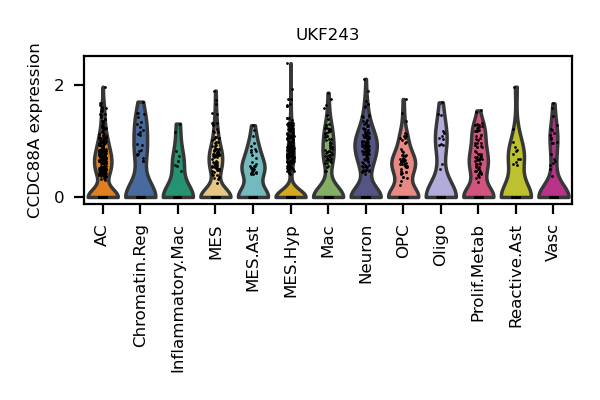 UKF243
CCDC88A expression
2
0
AC
Chromatin.Reg
Inflammatory.Mac
MES
MES.Ast
MES.Hyp
Mac
Neuron
OPC
Oligo
Prolif.Metab
Reactive.Ast
Vasc